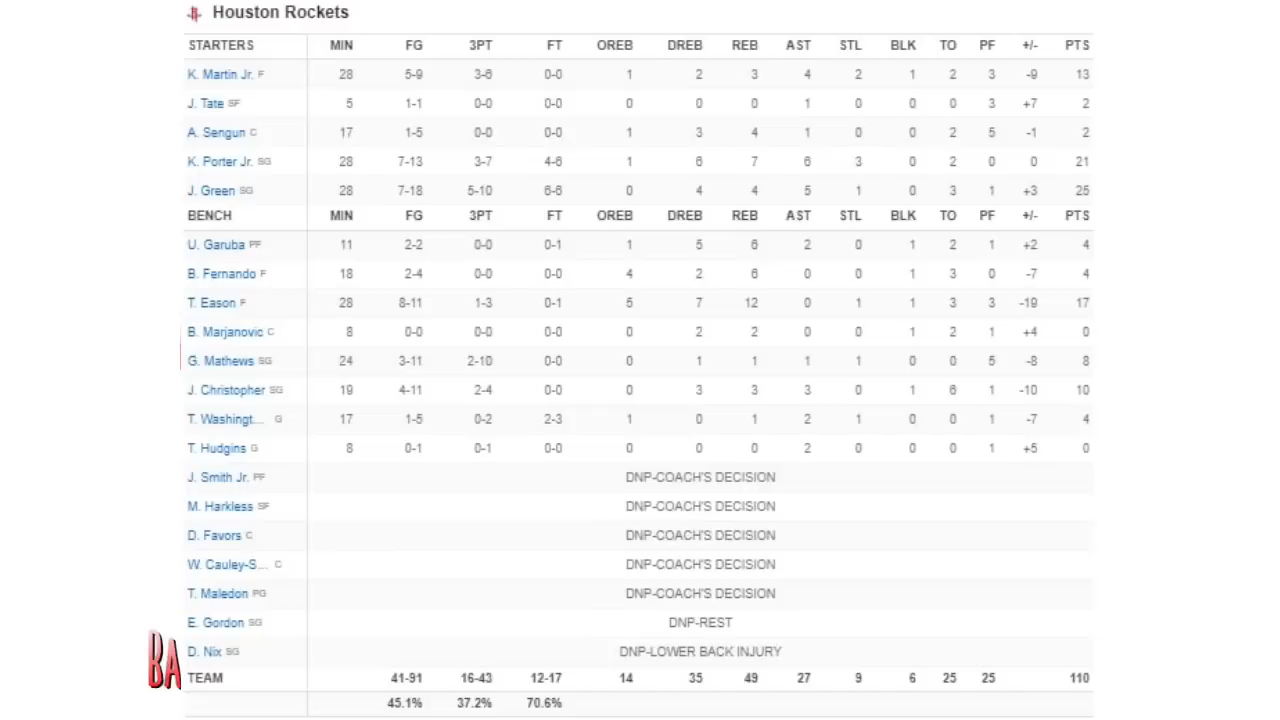 Houston Rockets
STARTERS MIN FG 3PT FT OREB DREB REB AST STL BLK TO PF +/- PTS
K. Martin Jr. F 28 5-9 3-6 0-0 1 2 3 4 2 1 2 3 -9 13
J. Tate SF 5 1-1 0-0 0-0 0 0 0 1 0 0 0 3 +7 2
A. Sengun C 17 1-5 0-0 0-0 1 3 4 1 0 0 2 5 -1 2
K. Porter Jr. SG 28 7-13 3-7 4-6 1 6 7 6 3 0 2 0 0 21
J. Green SG 28 7-18 5-10 6-6 0 4 4 5 1 0 3 1 +3 25
BENCH MIN FG 3PT FT OREB DREB REB AST STL BLK TO PF +/- PTS
U. Garuba PF 11 2-2 0-0 0-1 1 5 6 2 0 1 2 1 +2 4
B. Fernando F 18 2-4 0-0 0-0 4 2 6 0 0 1 3 0 -7 4
T. Eason F 28 8-11 1-3 0-1 5 7 12 0 1 1 3 3 -19 17
B. Marjanovic C 8 0-0 0-0 0-0 0 2 2 0 0 1 2 1 +4 0
G. Mathews SG 24 3-11 2-10 0-0 0 1 1 1 1 0 0 5 -8 8
J. Christopher SG 19 4-11 2-4 0-0 0 3 3 3 0 1 6 1 -10 10
T. Washingt... G 17 1-5 0-2 2-3 1 0 1 2 1 0 0 1 -7 4
T. Hudgins G 8 0-1 0-1 0-0 0 0 0 2 0 0 0 1 +5 0
J. Smith Jr. PF DNP-COACH'S DECISION
M. Harkless SF DNP-COACH'S DECISION
D. Favors C DNP-COACH'S DECISION
W. Cauley-S... C DNP-COACH'S DECISION
T. Maledon PG DNP-COACH'S DECISION
E. Gordon SG DNP-REST
D. Nix SG DNP-LOWER BACK INJURY
BA
TEAM 41-91 16-43 12-17 14 35 49 27 9 6 25 25 110
45.1% 37.2% 70.6%